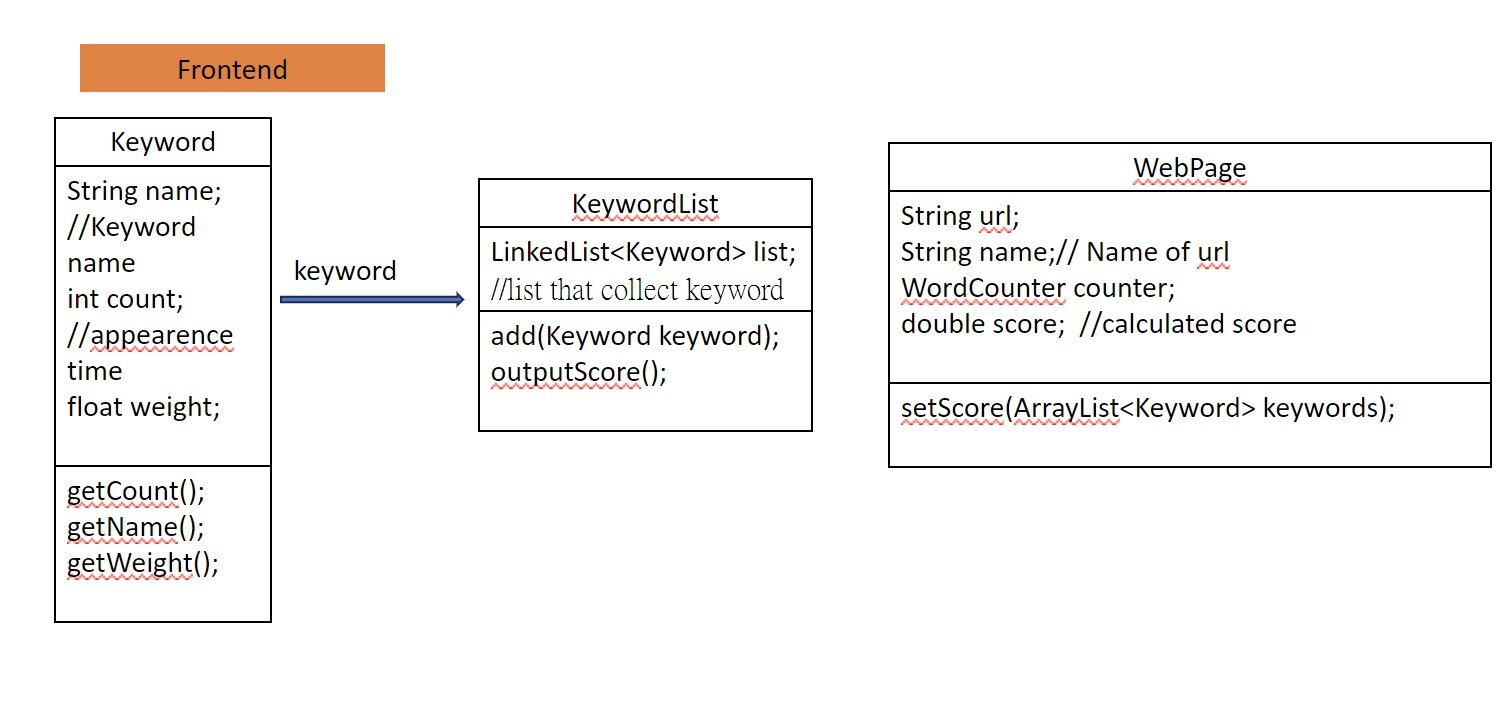 Frontend
Keyword
String name;
//Keyword
name
int count;
//appearence
time
float weight;
getCount();
getName();
getWeight();
keyword
KeywordList
LinkedList<Keyword> list;
//list that collect keyword
add(Keyword keyword);
outputScore();
WebPage
String url;
String name;// Name of url
WordCounter counter;
double score;  //calculated score
setScore(ArrayList<Keyword> keywords);